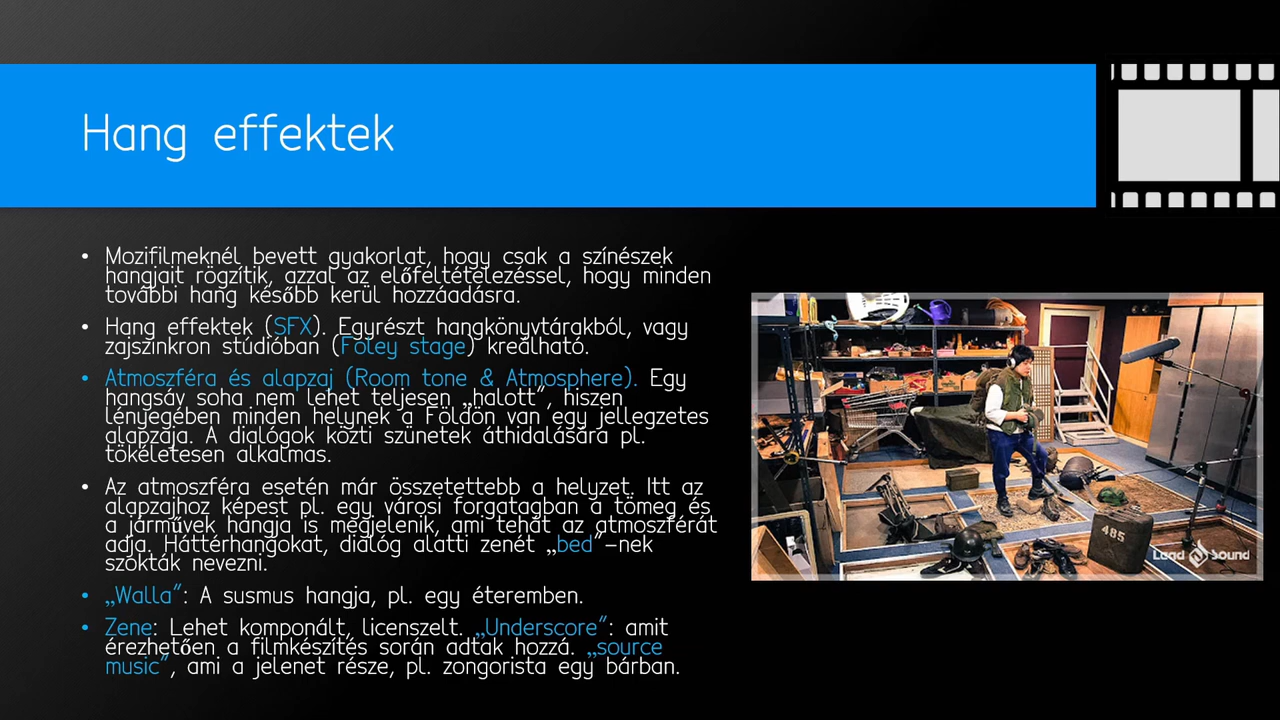 Hang effektek
• Mozifilmeknél bevett gyakorlat, hogy csak a színészek
hangjait rögzítik, azzal az előféltételezéssel, hogy minden
további hang később kerül hozzáadásra.
• Hang effektek (SFX). Egyrészt hangkönyvtárakból, vagy
zajszinkron stúdióban (Foley stage) kreálható.
• Atmoszféra és alapzaj (Room tone & Atmosphere). Egy
hangsáv soha nem lehet teljesen „halott”, hiszen
lényegében minden helynek a Földön van egy jellegzetes
alapzaja. A dialógok közti szünetek áthidalására pl.
tökéletesen alkalmas.
• Az atmoszféra esetén már összetettebb a helyzet. Itt az
alapzajhoz képest pl. egy városi forgatagban a tömeg és
a járművek hangja is megjelenik, ami tehát az atmoszférát
adja. Háttérhangokat, dialóg alatti zenét „bed”-nek
szokták nevezni.
• „Walla”: A susmus hangja, pl. egy étteremben.
• Zene: Lehet komponált, licenszelt. „Underscore”: amit
érezhetően a filmkészítés során adtak hozzá. „source
music”, ami a jelenet része, pl. zongorista egy bárban.
485
Lead Sound